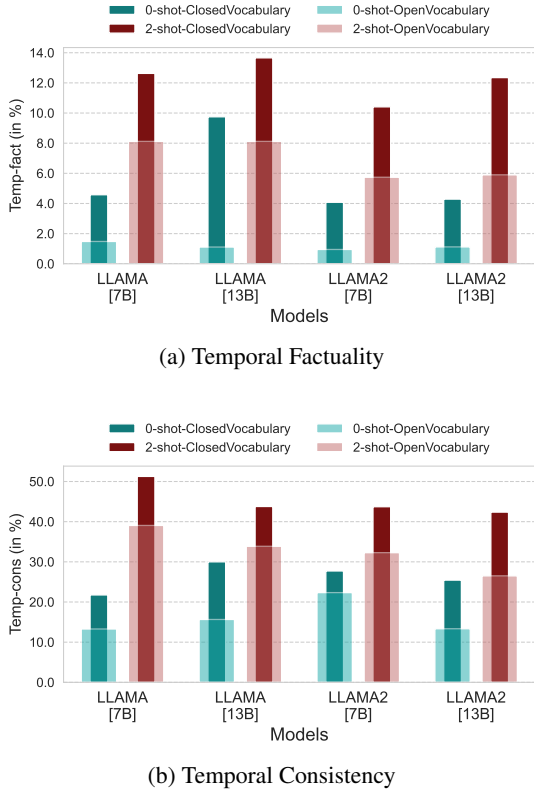 0-shot-ClosedVocabulary 0-shot-OpenVocabulary
2-shot-ClosedVocabulary 2-shot-OpenVocabulary
14.0
12.0
10.0
8.0
6.0
4.0
2.0
0.0
Temp-fact (in %)
LLAMA LLAMA LLAMA2 LLAMA2
[7B] [13B] [7B] [13B]
Models
(a) Temporal Factuality
0-shot-ClosedVocabulary 0-shot-OpenVocabulary
2-shot-ClosedVocabulary 2-shot-OpenVocabulary
50.0
40.0
30.0
20.0
10.0
0.0
Temp-cons (in %)
LLAMA LLAMA LLAMA2 LLAMA2
[7B] [13B] [7B] [13B]
Models
(b) Temporal Consistency